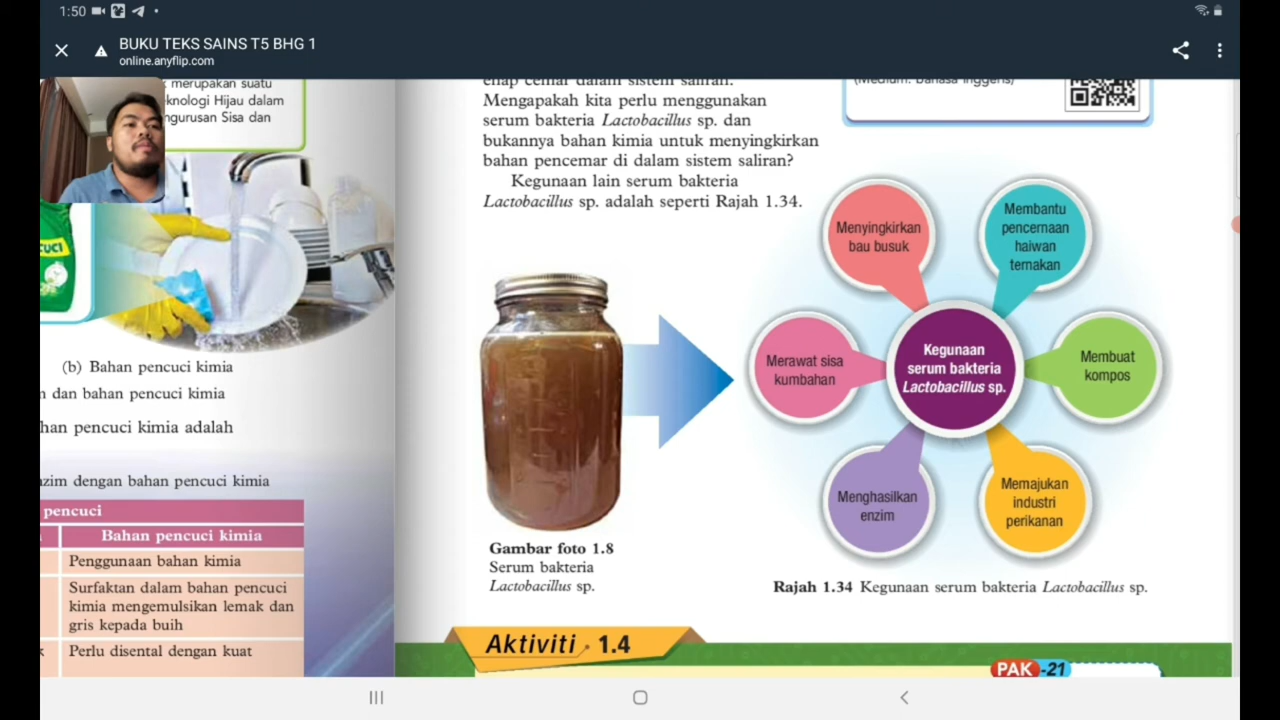 1:50
BUKU TEKS SAINS T5 BHG 1
online.anyflip.com
merupakan suatu
knologi Hijau dalam
ngurusan Sisa dan
CUCI
(b) Bahan pencuci kimia
dan bahan pencuci kimia
han pencuci kimia adalah
zim dengan bahan pencuci kimia
pencuci
Bahan pencuci kimia
Penggunaan bahan kimia
Surfaktan dalam bahan pencuci
kimia mengemulsikan lemak dan
gris kepada buih
Perlu disental dengan kuat
enap cemar dalam sistem saliran.
Mengapakah kita perlu menggunakan
serum bakteria Lactobacillus sp. dan
bukannya bahan kimia untuk menyingkirkan
bahan pencemar di dalam sistem saliran?
Kegunaan lain serum bakteria
Lactobacillus sp. adalah seperti Rajah 1.34.
(Medium: Bahasa Inggeris)
Gambar foto 1.8
Serum bakteria
Lactobacillus sp.
Menyingkirkan
bau busuk
Membantu
pencernaan
haiwan
ternakan
Merawat sisa
kumbahan
Kegunaan
serum bakteria
Lactobacillus sp.
Membuat
kompos
Menghasilkan
enzim
Memajukan
industri
perikanan
Rajah 1.34 Kegunaan serum bakteria Lactobacillus sp.
Aktiviti 1.4
PAK -21